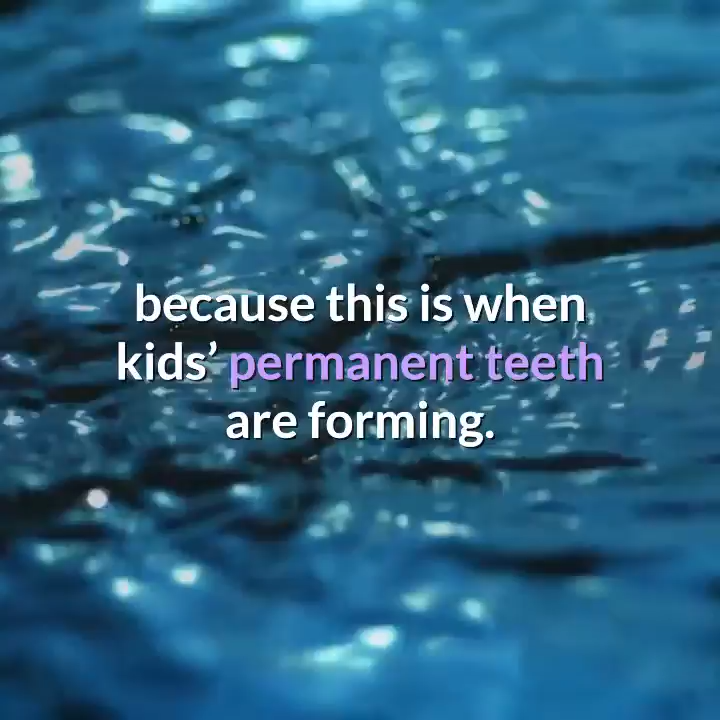 because this is when
kids’ permanent teeth
are forming.